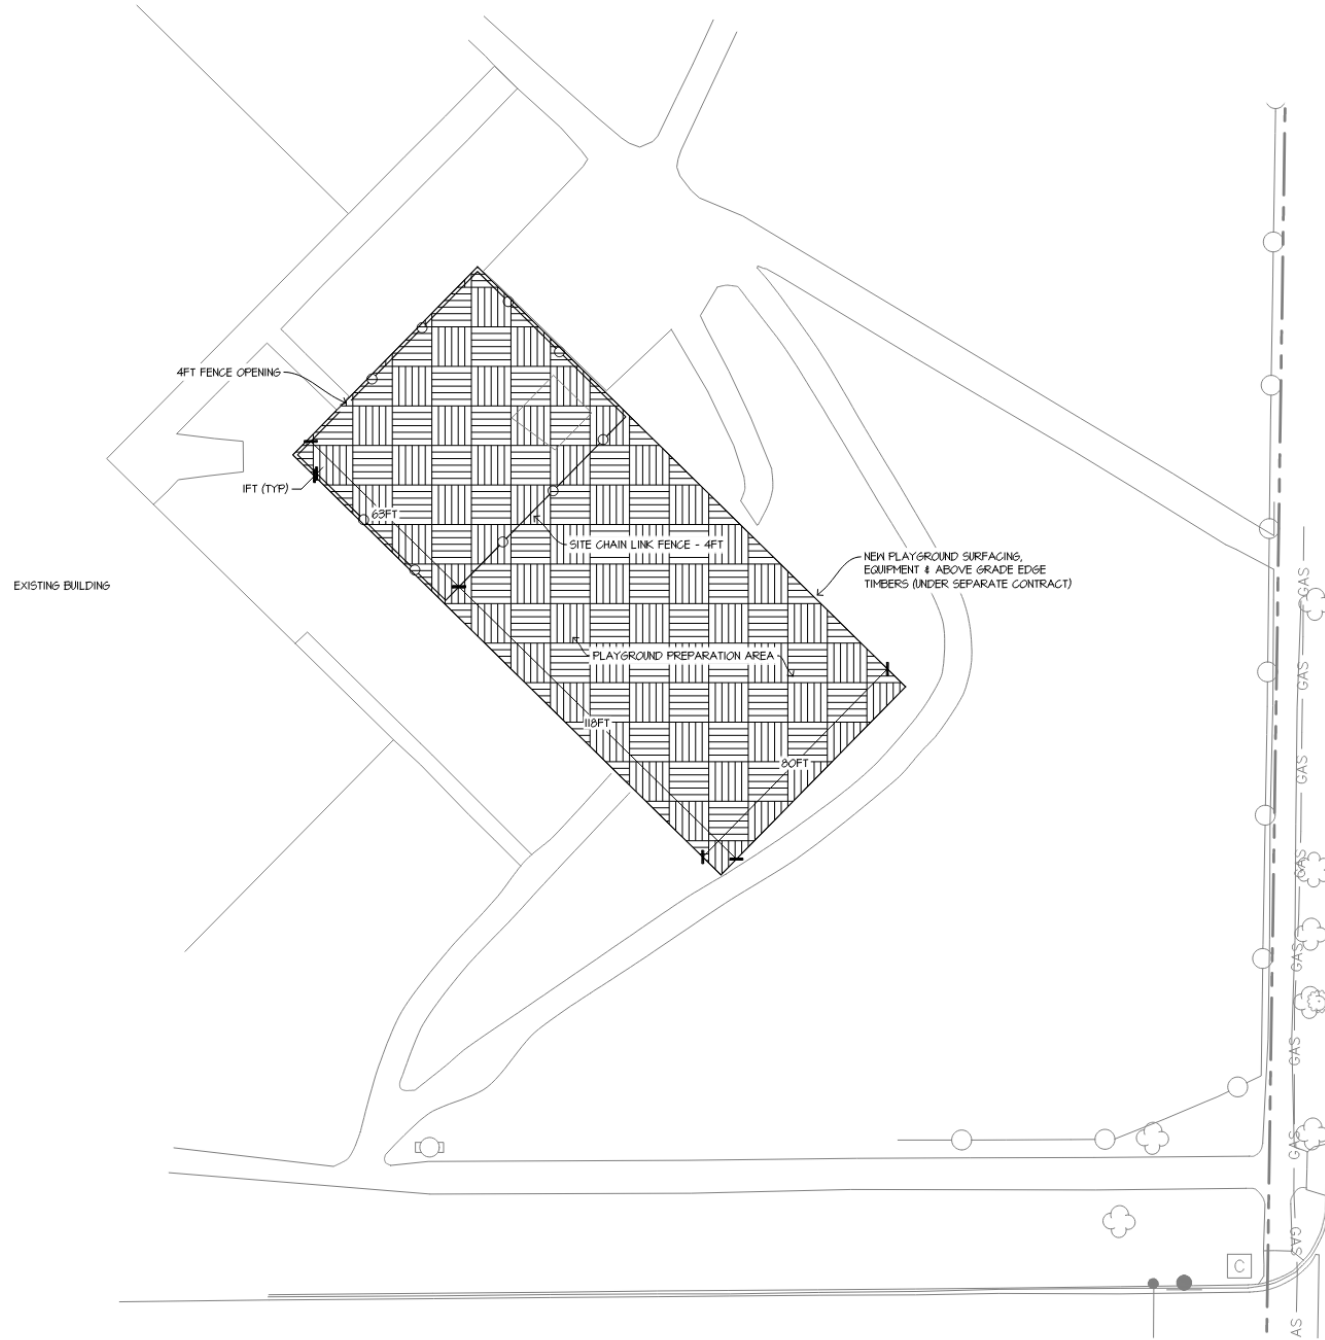 4FT FENCE OPENING
1FT (TYP)
63FT
SITE CHAIN LINK FENCE - 4FT
NEW PLAYGROUND SURFACING,
EQUIPMENT & ABOVE GRADE EDGE
TIMBERS (UNDER SEPARATE CONTRACT)
EXISTING BUILDING
PLAYGROUND PREPARATION AREA
118FT
80FT
GAS
GAS
GAS
GAS
GAS
GAS
GAS
GAS
C
AS